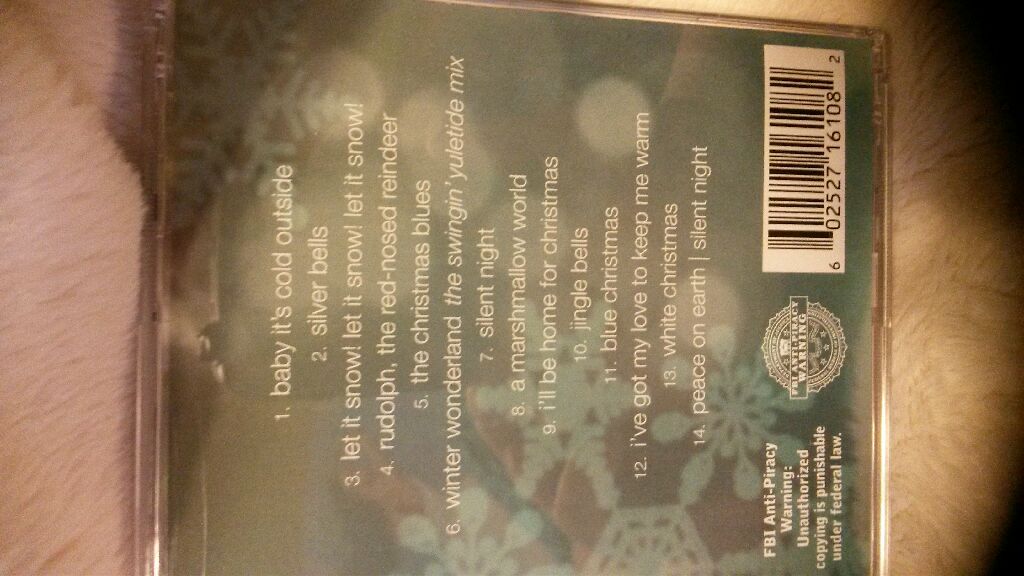 1. baby it's cold outside
2. silver bells
3. let it snow! let it snow! let it snow!
4. rudolph, the red-nosed reindeer
5. the christmas blues
6. winter wonderland the swingin' yuletide mix
7. silent night
8. a marshmallow world
9. i'll be home for christmas
10. jingle bells
11. blue christmas
12. i've got my love to keep me warm
13. white christmas
14. peace on earth | silent night
FBI Anti-Piracy
Warning:
Unauthorized
copying is punishable
under federal law.
FBI ANTI-PIRACY
WARNING
6 02527 16108 2